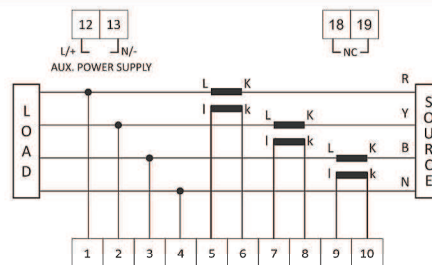 12 13
18 19
L/+ N/-
NC
AUX. POWER SUPPLY
L K R
l k
L K Y
l k
L K B
l k
N
LOAD
SOURCE
1 2 3 4 5 6 7 8 9 10